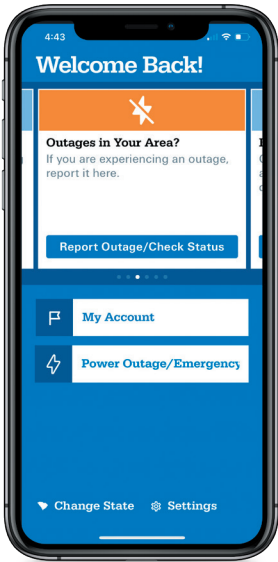 4:43
Welcome Back!
Outages in Your Area?
If you are experiencing an outage,
report it here.
Report Outage/Check Status
My Account
Power Outage/Emergency
Change State
Settings